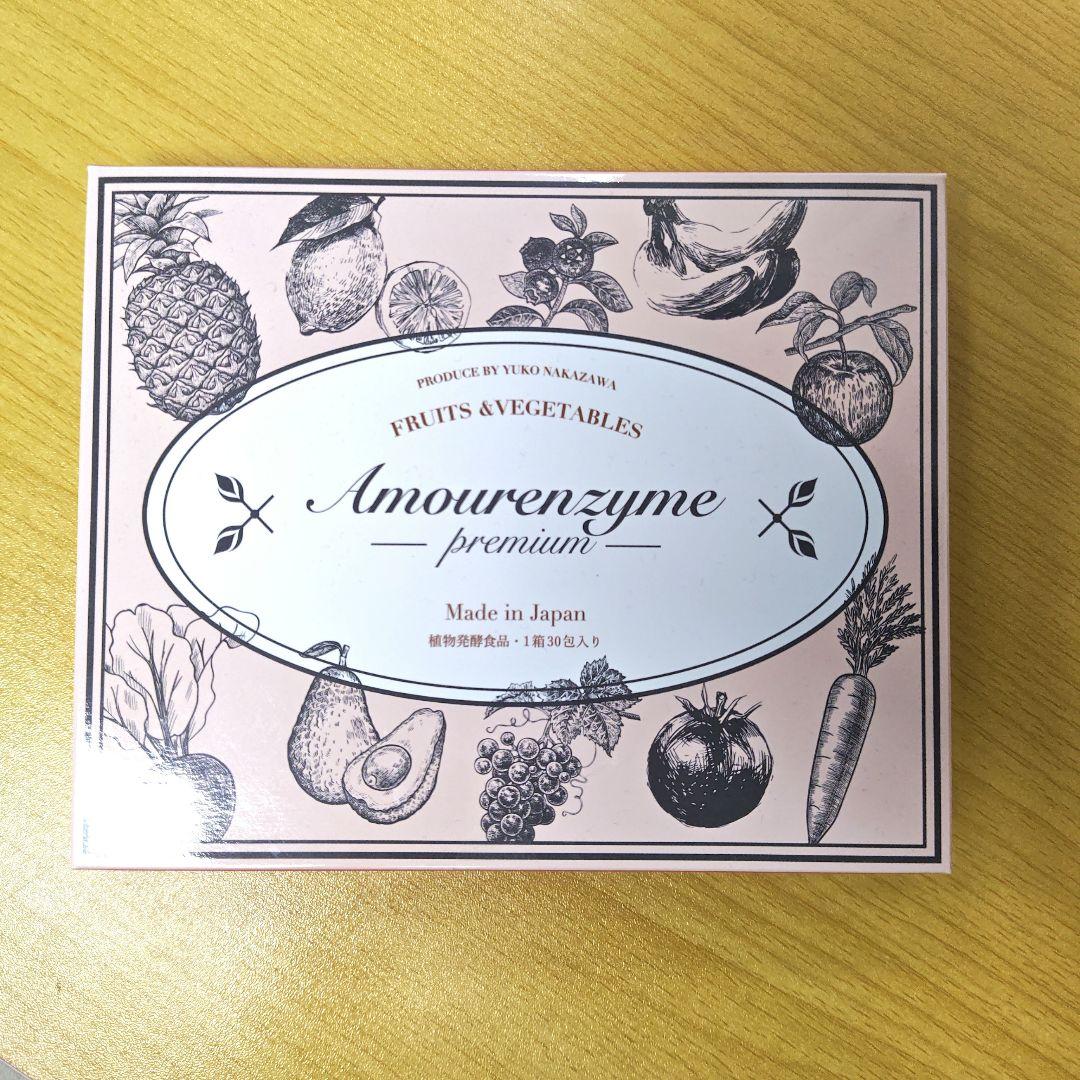 PRODUCE BY YUKO NAKAZAWA
FRUITS &VEGETABLES
Amourenzyme
premium
Made in Japan
植物発酵食品・1箱30包入り